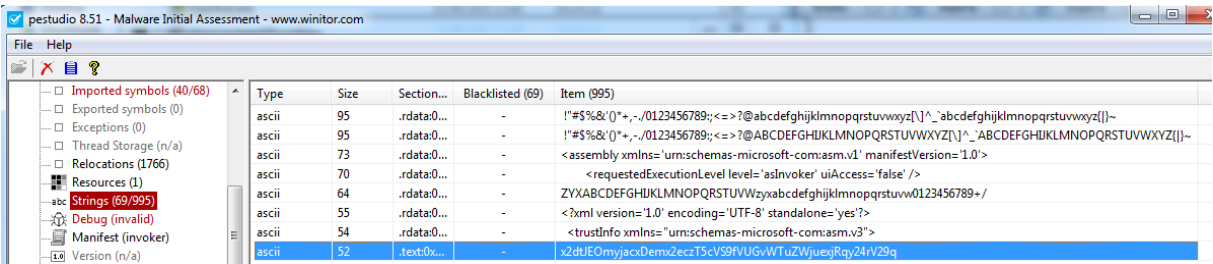 pestudio 8.51 - Malware Initial Assessment - www.winitor.com
File Help
Imported symbols (40/68)
Exported symbols (0)
Exceptions (0)
Thread Storage (n/a)
Relocations (1766)
Resources (1)
abc Strings (69/995)
Debug (invalid)
Manifest (invoker)
1.0 Version (n/a)
Type Size Section... Blacklisted (69) Item (995)
ascii 95 .rdata:0... - !"#$%&'()*+,-./0123456789:;<=>?@abcdefghijklmnopqrstuvwxyz[\]^_`abcdefghijklmnopqrstuvwxyz{|}~
ascii 95 .rdata:0... - !"#$%&'()*+,-./0123456789:;<=>?@ABCDEFGHIJKLMNOPQRSTUVWXYZ[\]^_`ABCDEFGHIJKLMNOPQRSTUVWXYZ{|}~
ascii 73 .rdata:0... - <assembly xmlns='urn:schemas-microsoft-com:asm.v1' manifestVersion='1.0'>
ascii 70 .rdata:0... - <requestedExecutionLevel level='asInvoker' uiAccess='false' />
ascii 64 .rdata:0... - ZYXABCDEFGHIJKLMNOPQRSTUVWzyxabcdefghijklmnopqrstuvw0123456789+/
ascii 55 .rdata:0... - <?xml version='1.0' encoding='UTF-8' standalone='yes'?>
ascii 54 .rdata:0... - <trustInfo xmlns="urn:schemas-microsoft-com:asm.v3">
ascii 52 .text:0x... - x2dtJEOmyjacxDemx2eczT5cVS9fVUGvWTuZWjuexjRqy24rV29q